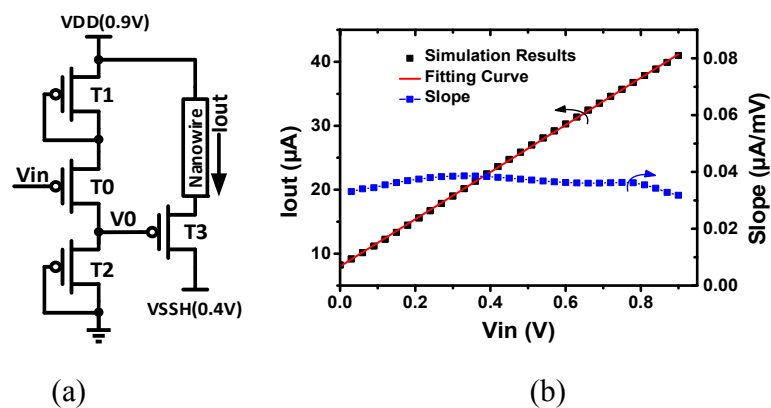 VDD(0.9V)
T1
Vin
T0
V0
T2
Nanowire
Iout
T3
VSSH(0.4V)
(a)
Simulation Results
Fitting Curve
Slope
Iout (μA)
40
30
20
10
0.0 0.2 0.4 0.6 0.8
Vin (V)
0.08
0.06
0.04
0.02
0.00
Slope (μA/mV)
(b)